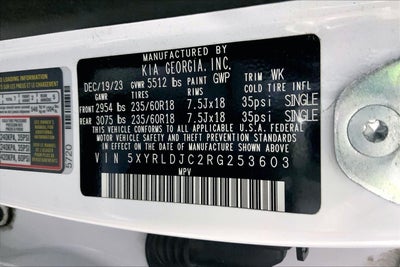 MANUFACTURED BY
KIA GEORGIA, INC.
DEC/19/23 GVWR 5512 lbs PAINT GWP TRIM WK
GAWR TIRES RIMS COLD TIRE INF.
FRONT 2954 lbs 235/60R18 7.5Jx18 35psi SINGLE
REAR 3075 lbs 235/60R18 7.5Jx18 35psi SINGLE
THIS VEHICLE CONFORMS TO ALL APPLICABLE U.S.A. FEDERAL
MOTOR VEHICLE SAFETY AND THEFT PREVENTION STANDARDS
IN EFFECT ON THE DATE OF MANUFACTURE SHOWN ABOVE.
VIN 5XYRLDJC2RG253603
MPV
5720